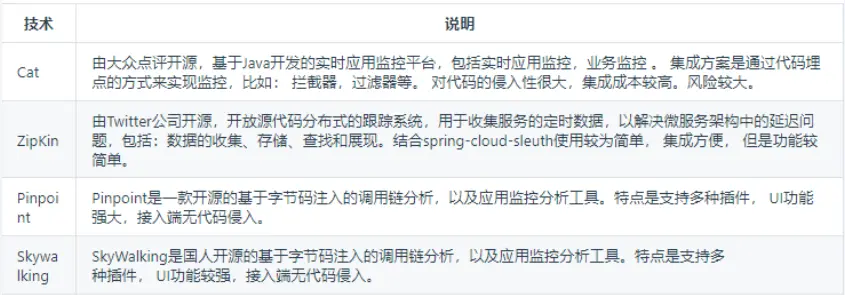 技术 说明
由大众点评开源，基于Java开发的实时应用监控平台，包括实时应用监控，业务监控 。 集成方案是通过代码埋
Cat
点的方式来实现监控，比如： 拦截器，过滤器等。 对代码的侵入性很大，集成成本较高。风险较大。
由Twitter公司开源，开放源代码分布式的跟踪系统，用于收集服务的定时数据，以解决微服务架构中的延迟问
ZipKin
题，包括：数据的收集、存储、查找和展现。结合spring-cloud-sleuth使用较为简单， 集成方便， 但是功能较
简单。
Pinpoi Pinpoint是一款开源的基于字节码注入的调用链分析，以及应用监控分析工具。特点是支持多种插件， UI功能
nt 强大，接入端无代码侵入。
Skywa SkyWalking是国人开源的基于字节码注入的调用链分析，以及应用监控分析工具。特点是支持多
lking 种插件， UI功能较强，接入端无代码侵入。